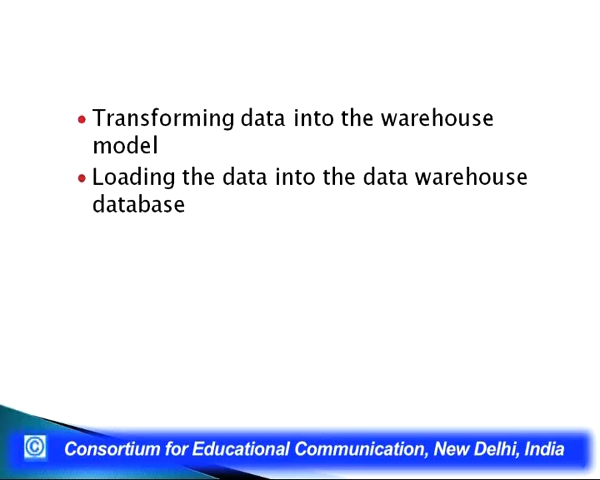 • Transforming data into the warehouse
model
• Loading the data into the data warehouse
database
© Consortium for Educational Communication, New Delhi, India